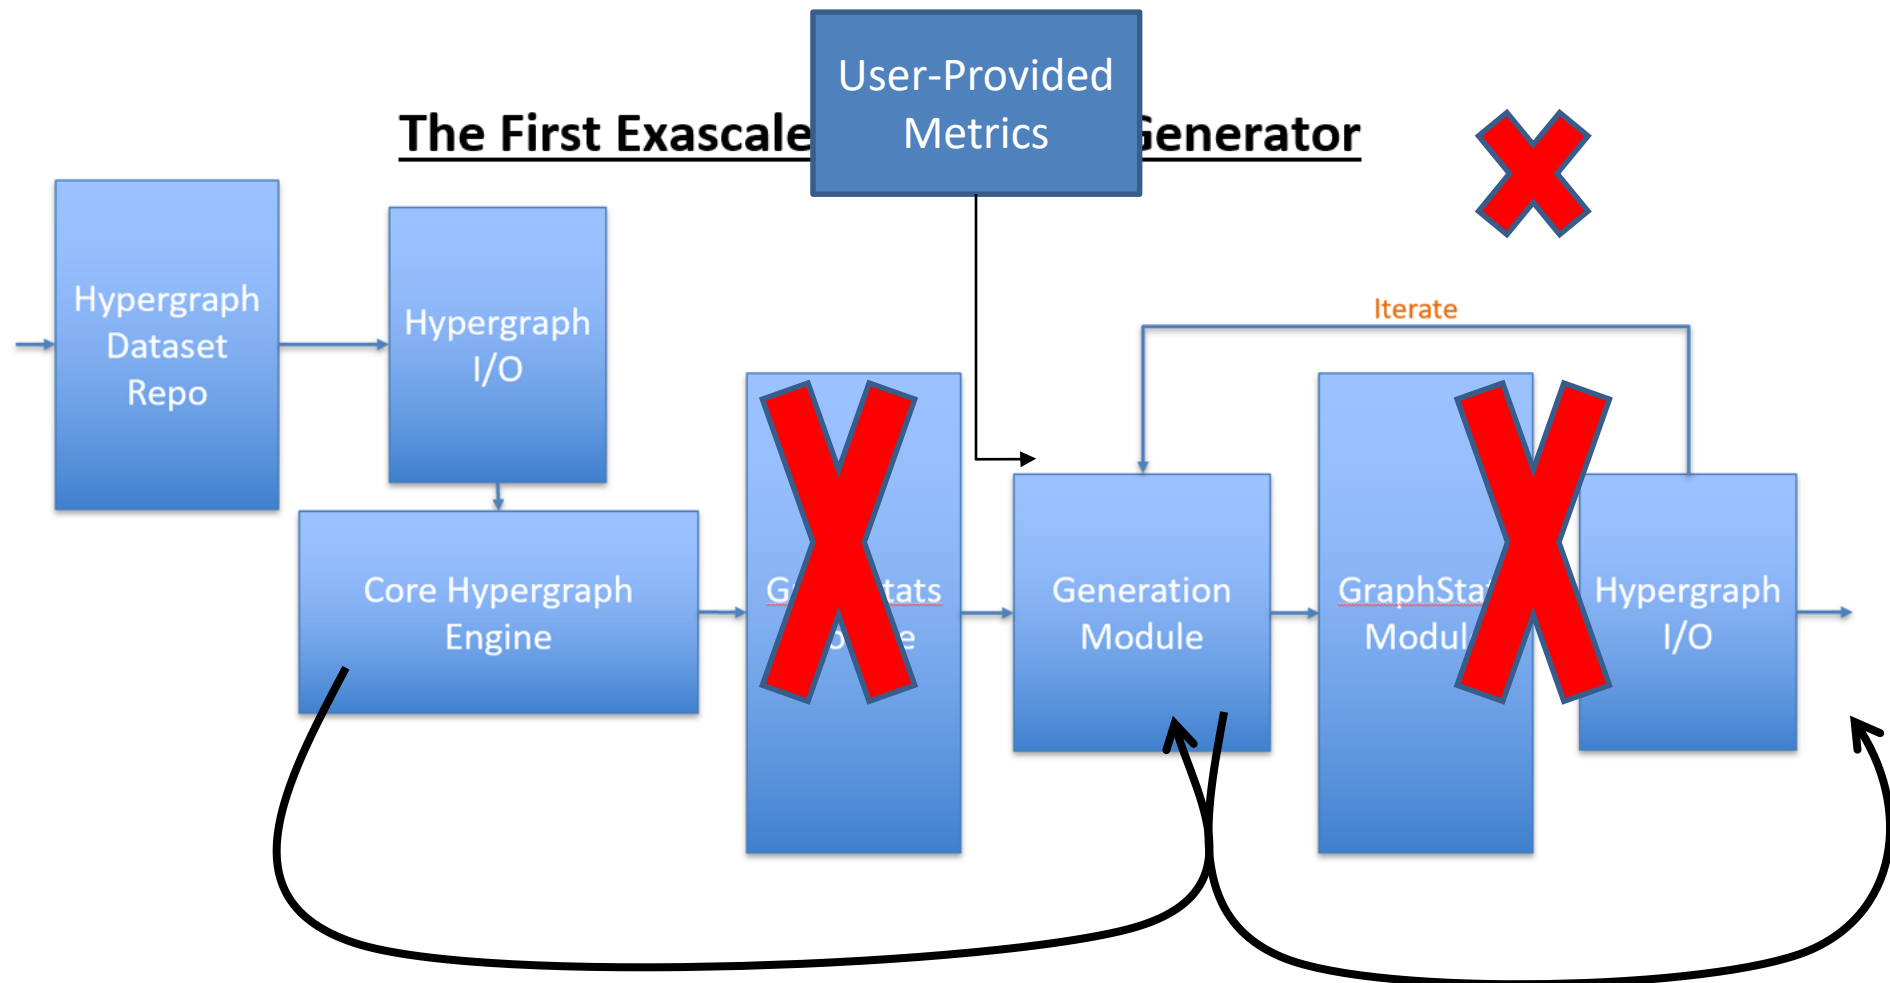 User-Provided
Metrics
The First Exascale
Generator
Hypergraph
Dataset
Repo
Hypergraph
I/O
Iterate
Core Hypergraph
Engine
Generation
Module
Hypergraph
I/O